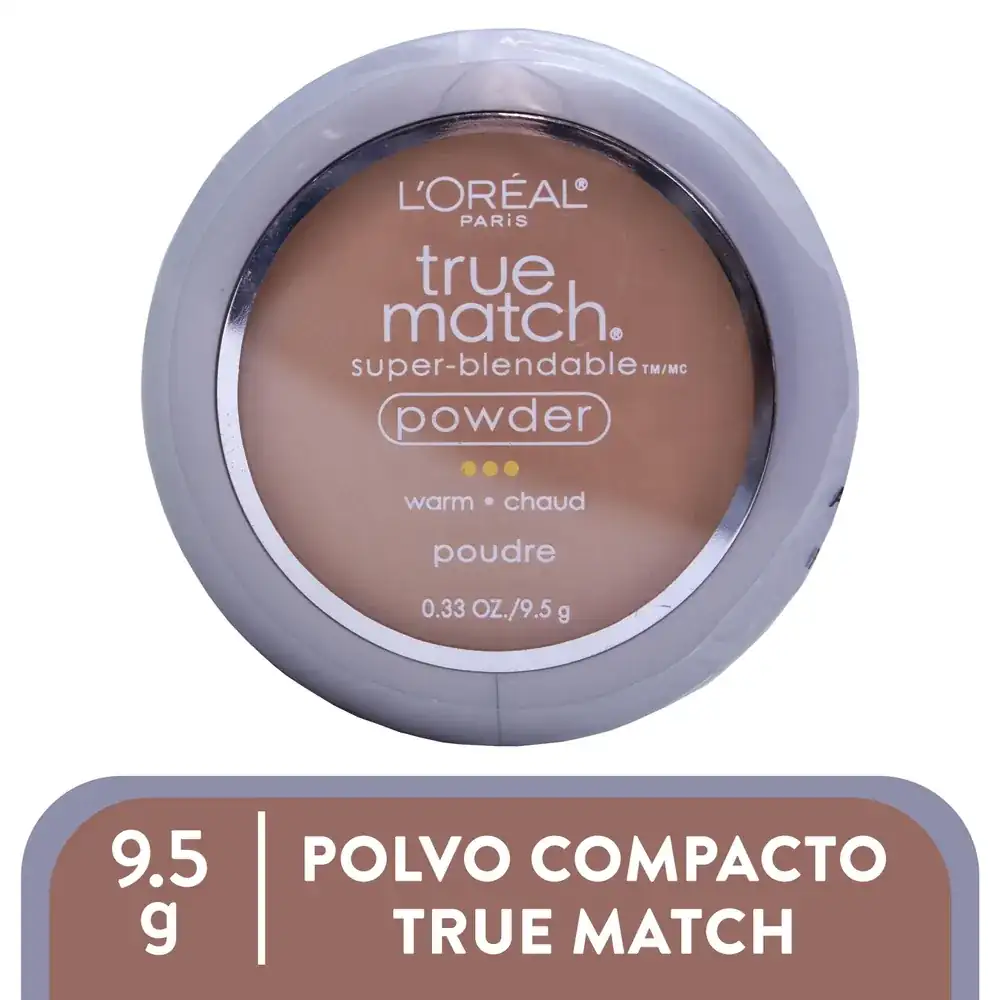 L'ORÉAL®
PARiS
true
match®
super-blendable TM/MC
powder
warm • chaud
poudre
0.33 OZ./9.5 g
9.5
g
POLVO COMPACTO
TRUE MATCH